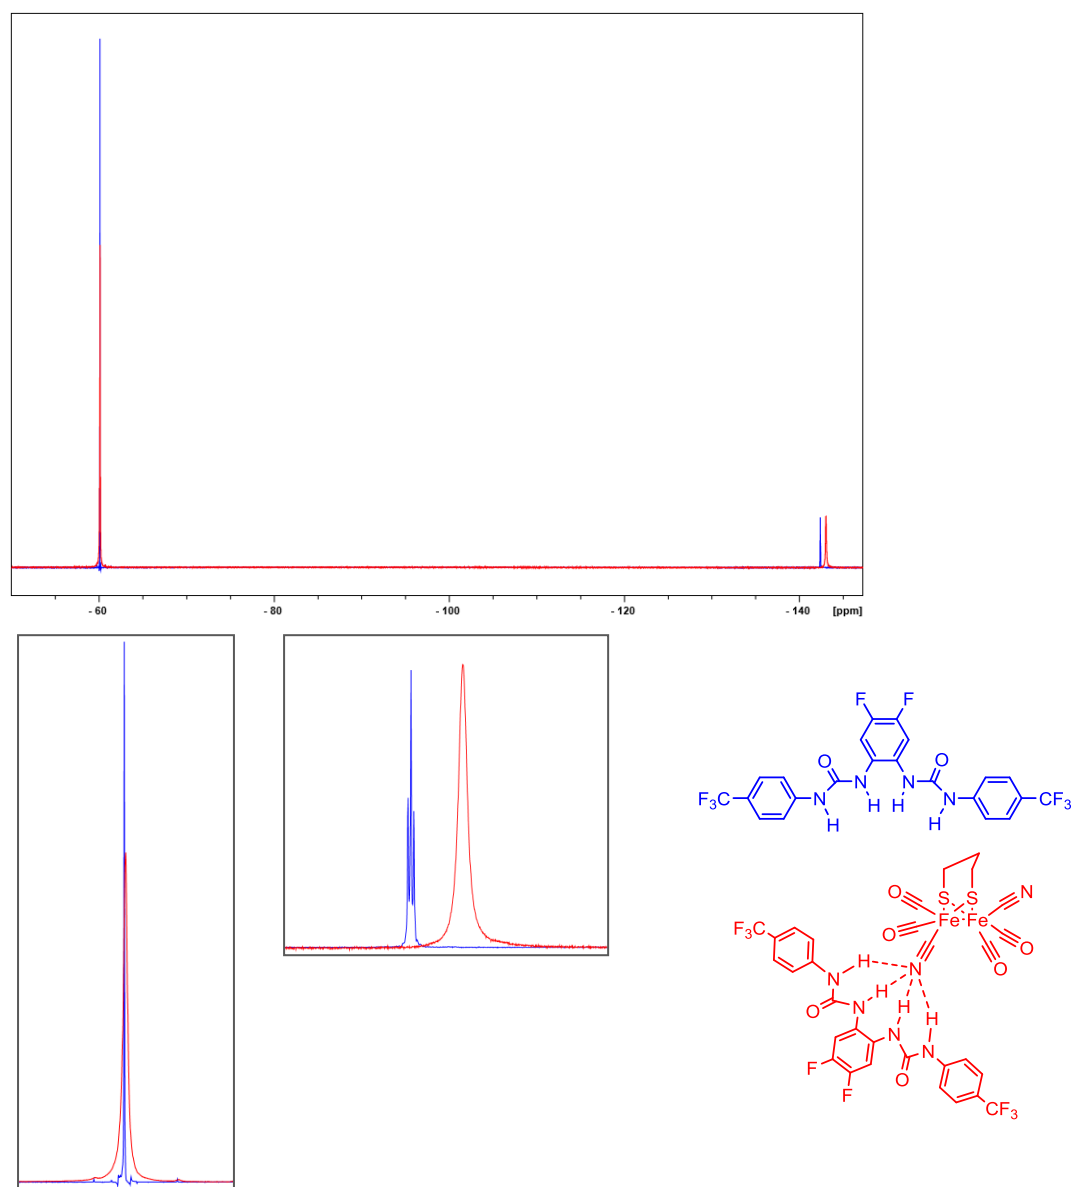 - 60 - 80 - 100 - 120 - 140 [ppm]
F F
O O
F₃C N N N N CF₃
H H H H
O S S N
Fe Fe
O O
F₃C O
H N
N H
H H
O N N N
F O
F CF₃